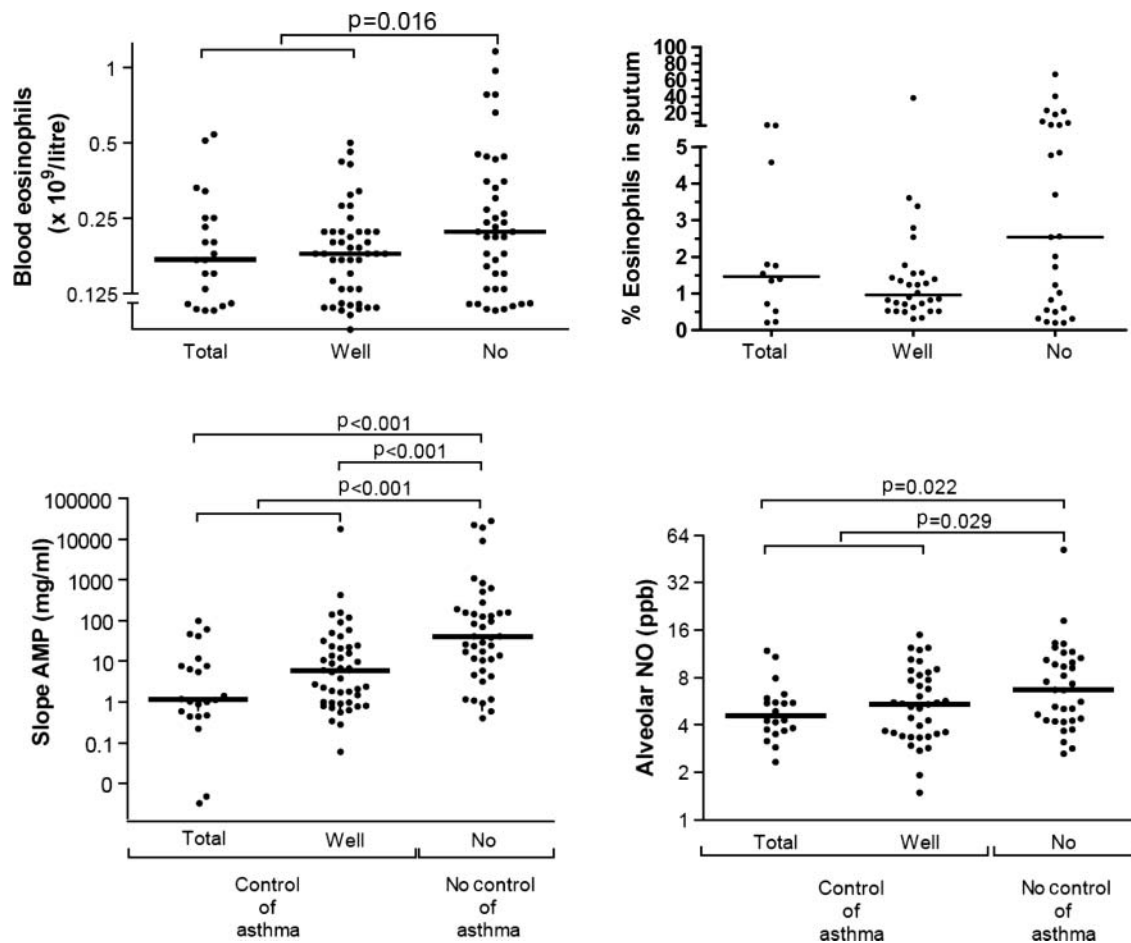 p=0.016
Blood eosinophils
(x 10⁹/litre)
1
0.5
0.25
0.125
Total
Well
No
% Eosinophils in sputum
100
80
60
40
20
5
4
3
2
1
0
Total
Well
No
p<0.001
p<0.001
p<0.001
Slope AMP (mg/ml)
100000
10000
1000
100
10
1
0.1
0
Total
Well
No
Control
of
asthma
No control
of
asthma
p=0.022
p=0.029
Alveolar NO (ppb)
64
32
16
8
4
2
1
Total
Well
No
Control
of
asthma
No control
of
asthma